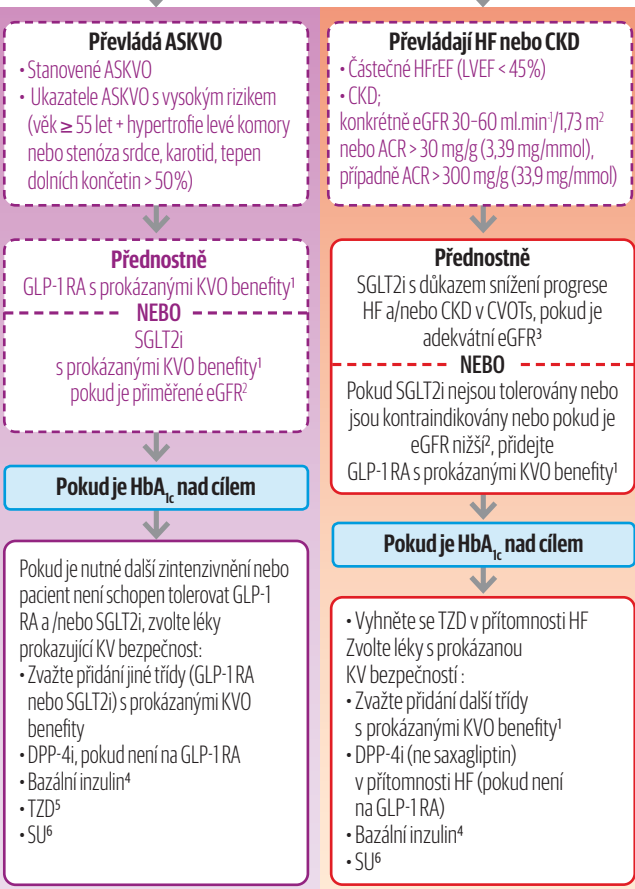 Převládá ASKVO
• Stanovené ASKVO
• Ukazatele ASKVO s vysokým rizikem
(věk ≥ 55 let + hypertrofie levé komory
nebo stenóza srdce, karotid, tepen
dolních končetin > 50%)
Přednostně
GLP-1 RA s prokázanými KVO benefity¹
NEBO
SGLT2i
s prokázanými KVO benefity¹
pokud je přiměřené eGFR²
Pokud je HbA1c nad cílem
Pokud je nutné další zintenzivnění nebo
pacient není schopen tolerovat GLP-1
RA a /nebo SGLT2i, zvolte léky
prokazující KV bezpečnost:
• Zvažte přidání jiné třídy (GLP-1 RA
nebo SGLT2i) s prokázanými KVO
benefity
• DPP-4i, pokud není na GLP-1 RA
• Bazální inzulin⁴
• TZD⁵
• SU⁶
Převládají HF nebo CKD
• Částečné HFrEF (LVEF < 45%)
• CKD;
konkrétně eGFR 30–60 ml.min⁻¹/1,73 m²
nebo ACR > 30 mg/g (3,39 mg/mmol),
případně ACR > 300 mg/g (33,9 mg/mmol)
Přednostně
SGLT2i s důkazem snížení progrese
HF a/nebo CKD v CVOTs, pokud je
adekvátní eGFR³
NEBO
Pokud SGLT2i nejsou tolerovány nebo
jsou kontraindikovány nebo pokud je
eGFR nižší², přidejte
GLP-1 RA s prokázanými KVO benefity¹
Pokud je HbA1c nad cílem
• Vyhněte se TZD v přítomnosti HF
Zvolte léky s prokázanou
KV bezpečností :
• Zvažte přidání další třídy
s prokázanými KVO benefity¹
• DPP-4i (ne saxagliptin)
v přítomnosti HF (pokud není
na GLP-1 RA)
• Bazální inzulin⁴
• SU⁶